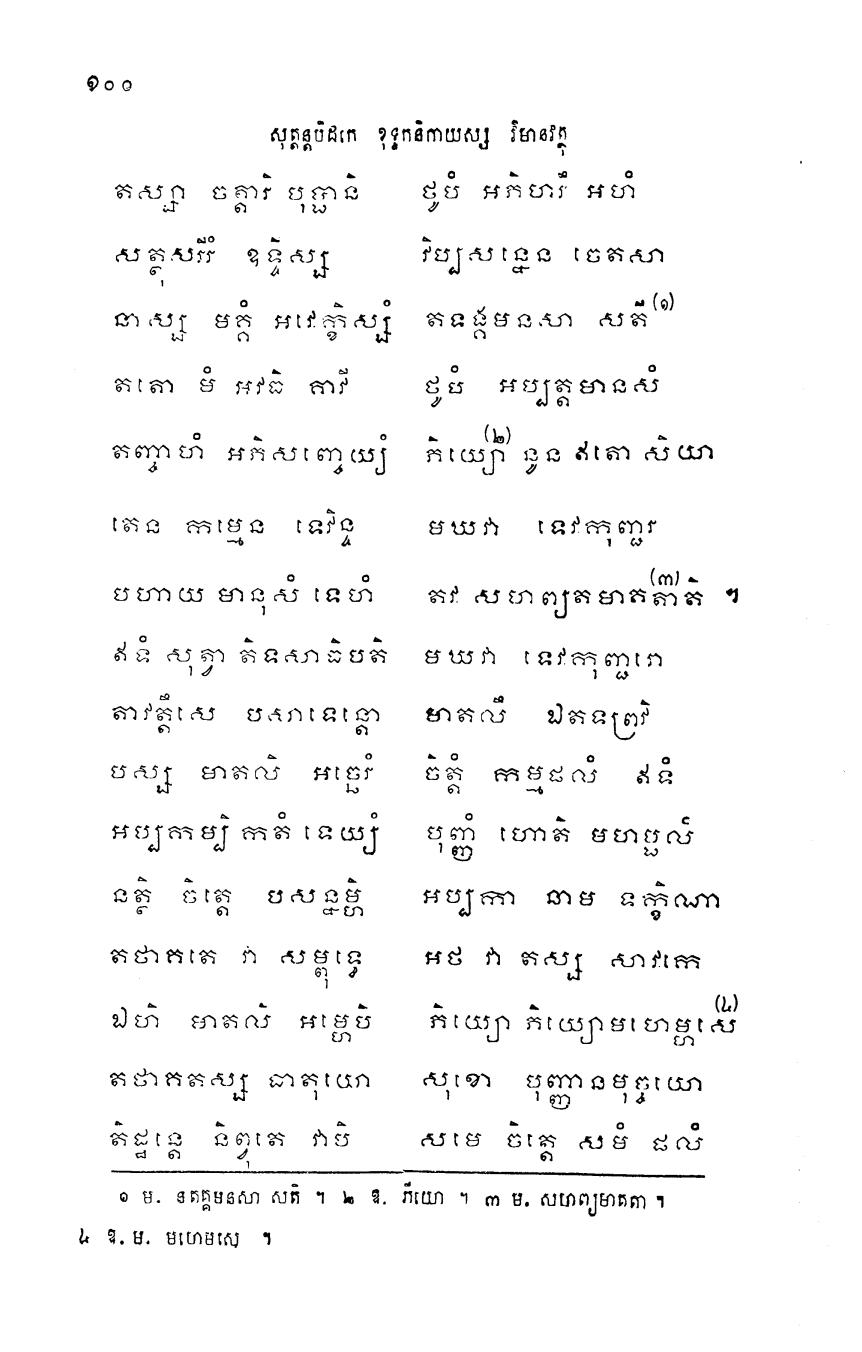 ១០០
សុត្តន្តបិដកេ ខុទ្ទកនិកាយស្ស វិមានវត្ថុ
តស្សា ចត្តារិ បុប្ផានិ ថូបំ អភិហរឹ អហំ
សត្ថុសរីរំ ឧទ្ទិស្ស វិប្បសន្នេន ចេតសា
នាស្ស មគ្គំ អវេក្ខិស្សំ តទង្គមនសា សតី(១)
តតោ មំ អវធិ គាវី ថូបំ អប្បត្តមានសំ
តញ្ចាហំ អភិសញ្ចេយ្យំ ភិយ្យោ(២) នូន ឥតោ សិយា
តេន កម្មេន ទេវិន្ទ មឃវា ទេវកុញ្ជរ
បហាយ មានុសំ ទេហំ តវ សហព្យតមាគតាតិ(៣) ។
ឥទំ សុត្វា តិទសាធិបតិ មឃវា ទេវកុញ្ជរោ
តាវត្តឹសេ បសាទេន្តោ មាតលឹ ឯតទព្រវិ
បស្ស មាតលិ អច្ឆេរំ ចិត្តំ កម្មផលំ ឥទំ
អប្បកម្បិ កតំ ទេយ្យំ បុញ្ញំ ហោតិ មហប្ផលំ
នត្ថិ ចិត្តេ បសន្នម្ហិ អប្បកា នាម ទក្ខិណា
តថាគតេ វា សម្ពុទ្ធេ អថ វា តស្ស សាវកេ
ឯហិ មាតលិ អម្ហេបិ ភិយ្យោ ភិយ្យោមហេម្ហសេ(៤)
តថាគតស្ស ធាតុយោ សុខោ បុញ្ញានមុច្ចយោ
តិដ្ឋន្តេ និព្វុតេ វាបិ សមេ ចិត្តេ សមំ ផលំ
១ ម. នតគ្គមនសា សតិ ។ ២ ឱ. ភីយោ ។ ៣ ម. សហព្យមាគតា ។
៤ ឱ. ម. មហេមសេ ។